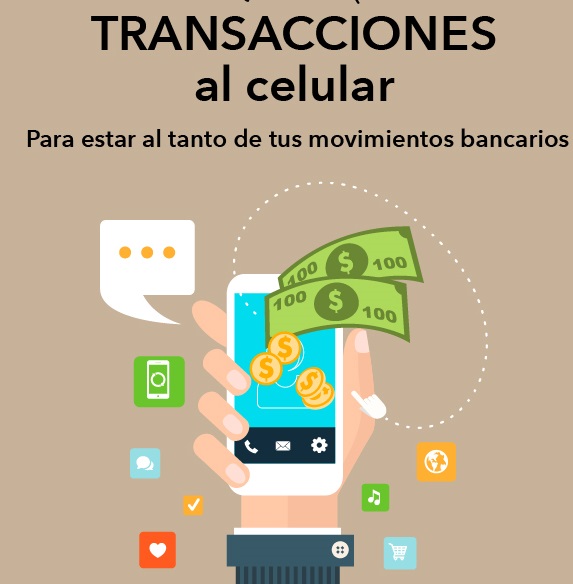 TRANSACCIONES
al celular
Para estar al tanto de tus movimientos bancarios
100 $ 100
100 $ 100
$
$
$